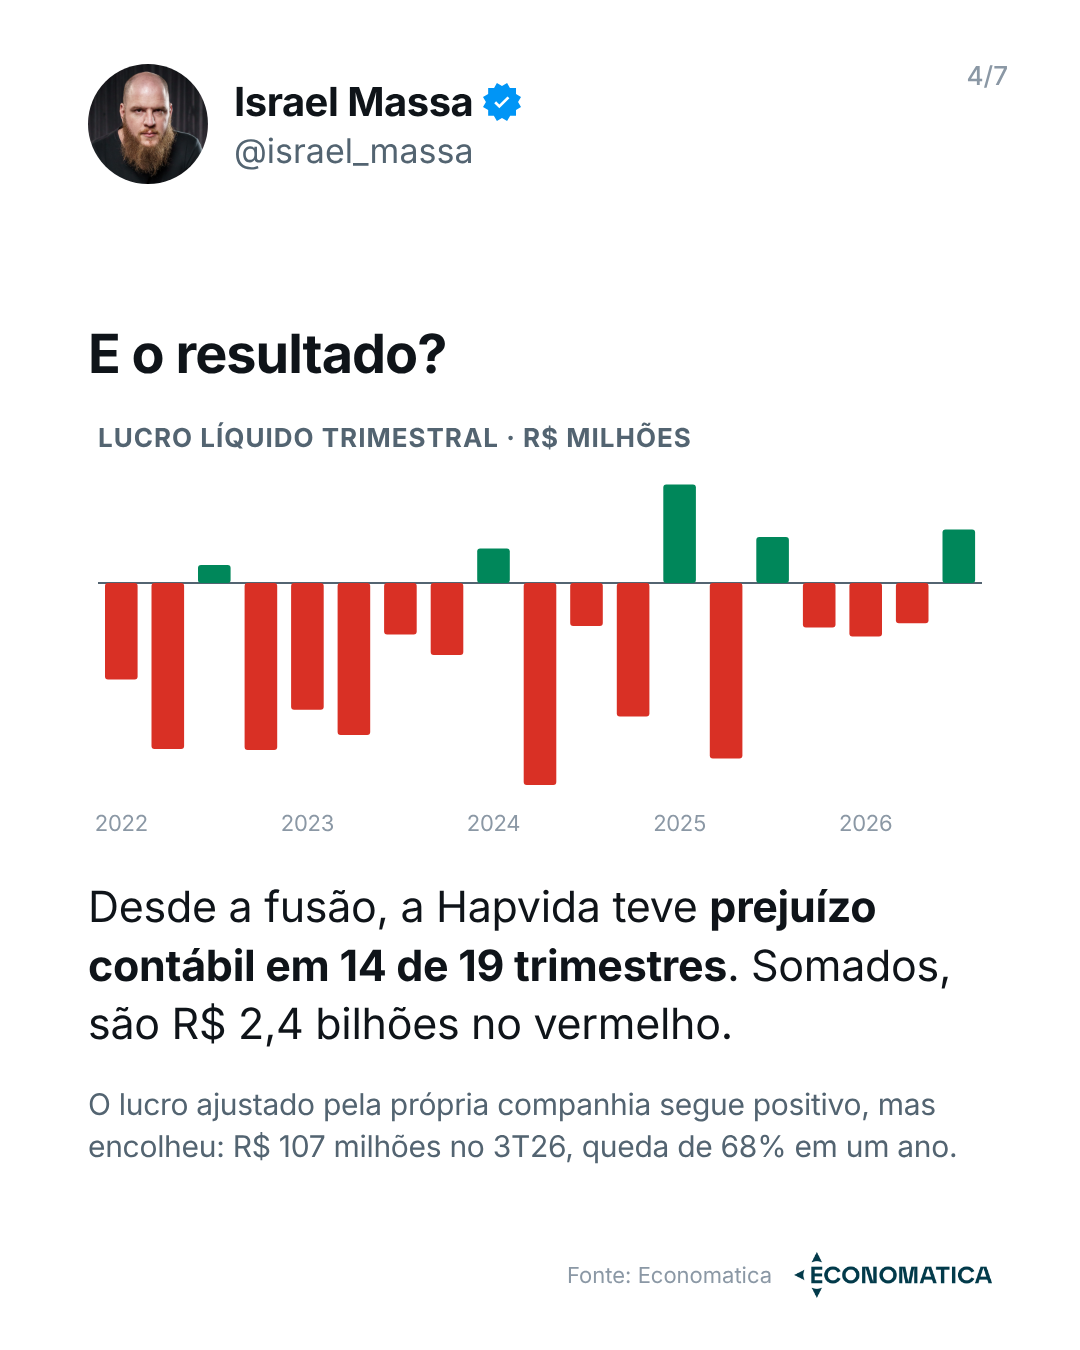 Israel Massa
@israel_massa
4/7
E o resultado?
LUCRO LÍQUIDO TRIMESTRAL · R$ MILHÕES
2022 2023 2024 2025 2026
Desde a fusão, a Hapvida teve prejuízo
contábil em 14 de 19 trimestres. Somados,
são R$ 2,4 bilhões no vermelho.
O lucro ajustado pela própria companhia segue positivo, mas
encolheu: R$ 107 milhões no 3T26, queda de 68% em um ano.
Fonte: Economatica ECONOMATICA